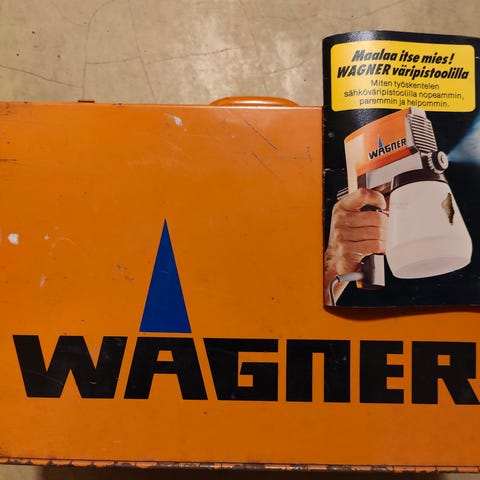 Maalaa itse mies!
WAGNER väripistoolilla
Miten työskentelen
sähköväripistoolilla nopeammin,
paremmin ja helpommin.
WAGNER
WAGNER